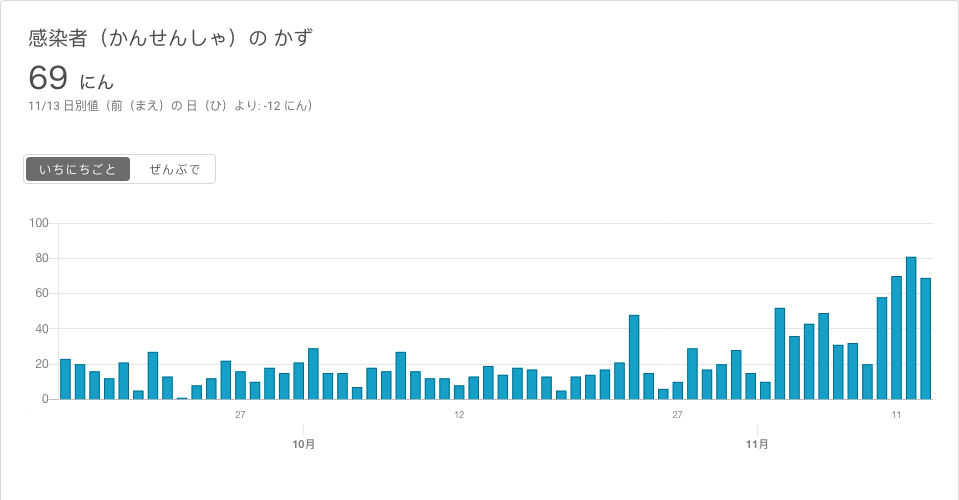 感染者（かんせんしゃ）の かず
69 にん
11/13 日別値（前（まえ）の 日（ひ）より: -12 にん）
いちにちごと ぜんぶで
100
80
60
40
20
0
27 12 27 11
10月 11月